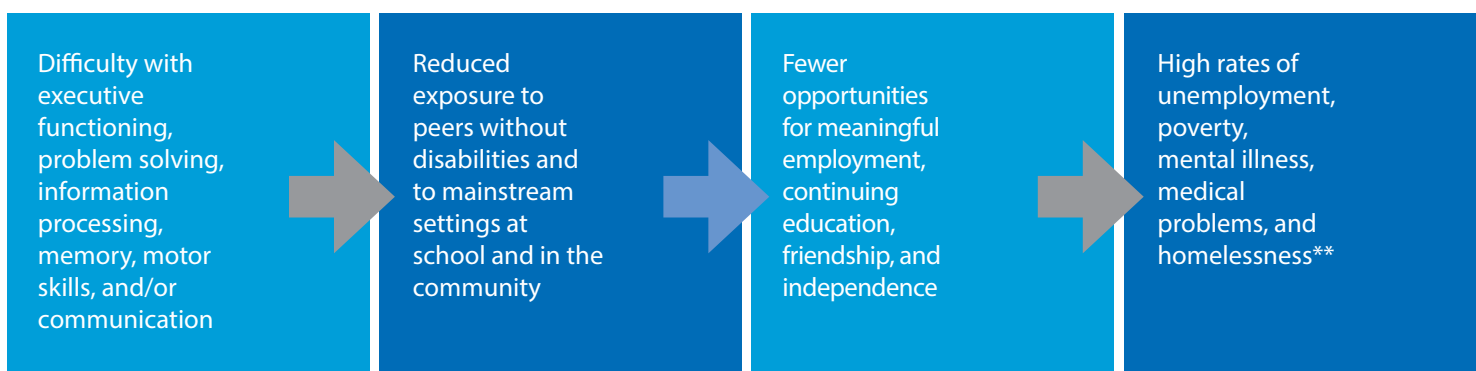 Difficulty with
executive
functioning,
problem solving,
information
processing,
memory, motor
skills, and/or
communication
Reduced
exposure to
peers without
disabilities and
to mainstream
settings at
school and in the
community
Fewer
opportunities
for meaningful
employment,
continuing
education,
friendship, and
independence
High rates of
unemployment,
poverty,
mental illness,
medical
problems, and
homelessness**